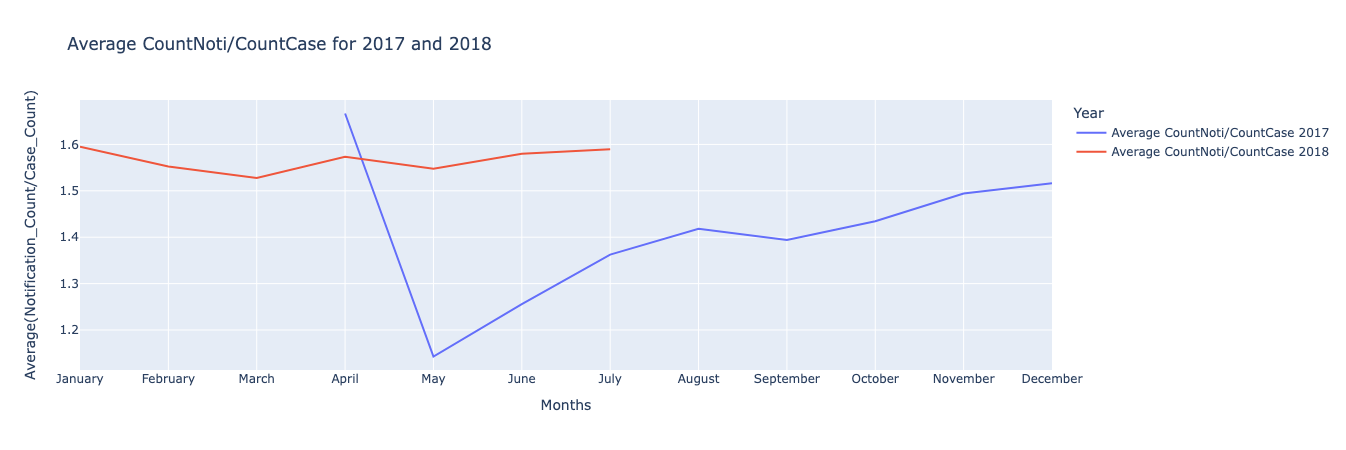 Average CountNoti/CountCase for 2017 and 2018
Average(Notification_Count/Case_Count)
1.6
1.5
1.4
1.3
1.2
January February March April May June July August September October November December
Months
Year
Average CountNoti/CountCase 2017
Average CountNoti/CountCase 2018